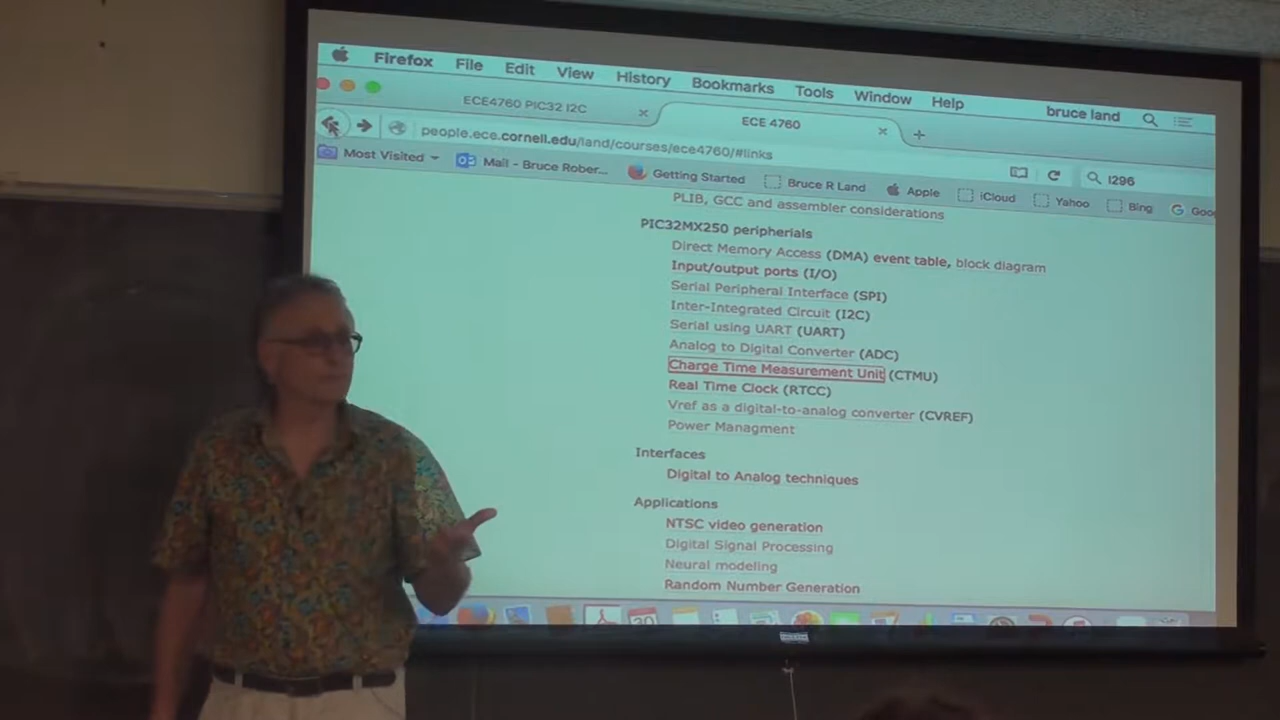 Firefox File Edit View History Bookmarks Tools Window Help bruce land
ECE4760 PIC32 I2C
ECE 4760
people.ece.cornell.edu/land/courses/ece4760/#links
1296
Most Visited Mail - Bruce Rober... Getting Started Bruce R Land Apple iCloud Yahoo Bing Goo
PLIB, GCC and assembler considerations
PIC32MX250 peripherials
Direct Memory Access (DMA) event table, block diagram
Input/output ports (I/O)
Serial Peripheral Interface (SPI)
Inter-Integrated Circuit (I2C)
Serial using UART (UART)
Analog to Digital Converter (ADC)
Charge Time Measurement Unit (CTMU)
Real Time Clock (RTCC)
Vref as a digital-to-analog converter (CVREF)
Power Managment
Interfaces
Digital to Analog techniques
Applications
NTSC video generation
Digital Signal Processing
Neural modeling
Random Number Generation
30